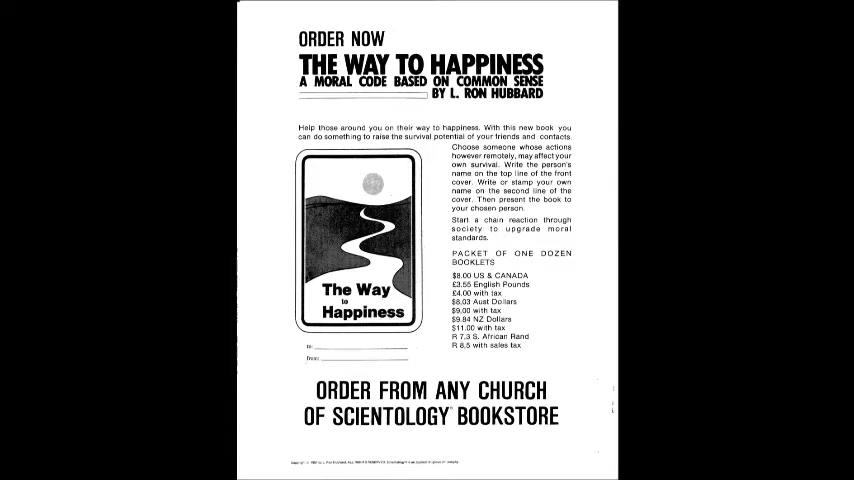 ORDER NOW
THE WAY TO HAPPINESS
A MORAL CODE BASED ON COMMON SENSE
BY L. RON HUBBARD
Help those around you on their way to happiness. With this new book you
can do something to raise the survival potential of your friends and contacts.
Choose someone whose actions
however remotely, may affect your
own survival. Write the person's
name on the top line of the front
cover. Write or stamp your own
name on the second line of the
cover. Then present the book to
your chosen person.
Start a chain reaction through
society to upgrade moral
standards.
PACKET OF ONE DOZEN
BOOKLETS
$8.00 US & CANADA
£3.55 English Pounds
£4.00 with tax
$8,03 Aust Dollars
$9,00 with tax
$9.84 NZ Dollars
$11.00 with tax
R 7,3 S. African Rand
R 8,5 with sales tax
The Way
to
Happiness
to:
from:
ORDER FROM ANY CHURCH
OF SCIENTOLOGY BOOKSTORE